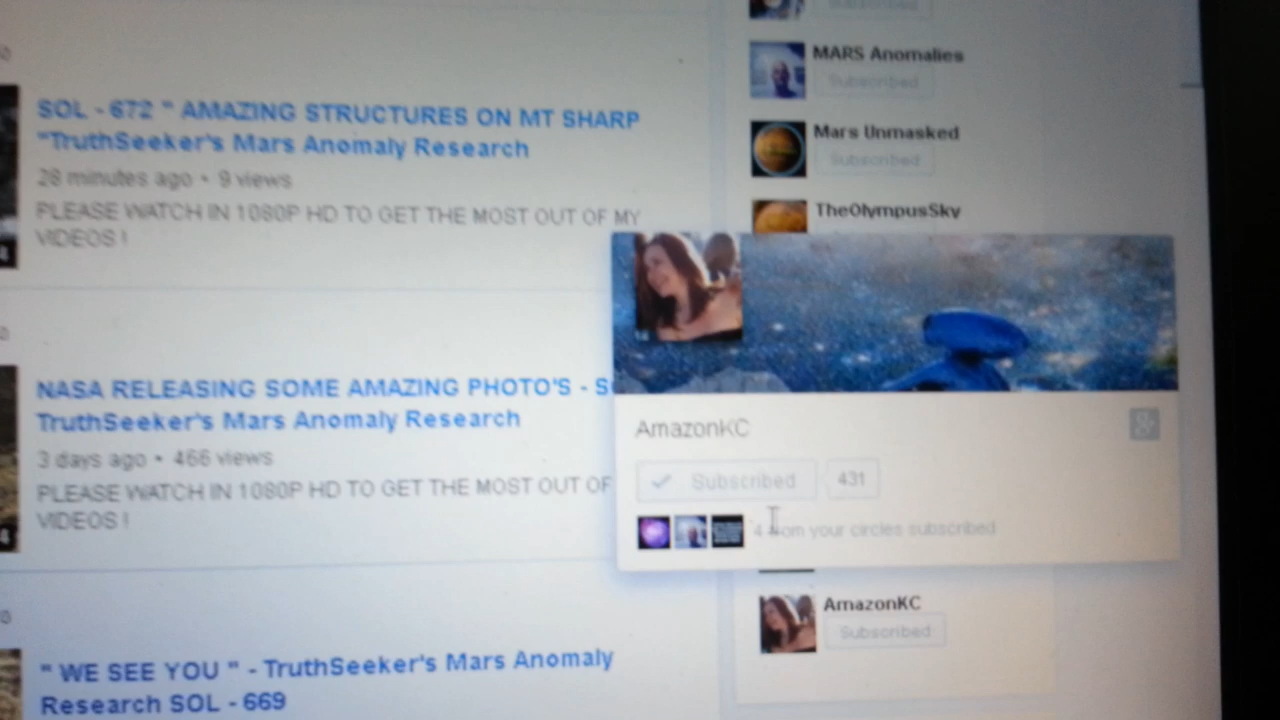 SOL - 672 " AMAZING STRUCTURES ON MT SHARP
"TruthSeeker's Mars Anomaly Research
28 minutes ago • 9 views
PLEASE WATCH IN 1080P HD TO GET THE MOST OUT OF MY
VIDEOS !
NASA RELEASING SOME AMAZING PHOTO'S -
TruthSeeker's Mars Anomaly Research
3 days ago • 466 views
PLEASE WATCH IN 1080P HD TO GET THE MOST OUT OF
VIDEOS !
" WE SEE YOU " - TruthSeeker's Mars Anomaly
Research SOL - 669
Subscribed
MARS Anomalies
Subscribed
Mars Unmasked
Subscribed
TheOlympusSky
AmazonKC
Subscribed 431
4 from your circles subscribed
AmazonKC
Subscribed